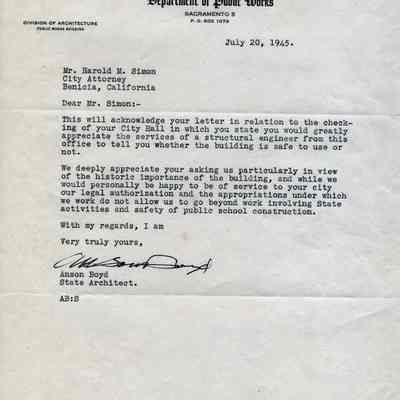 Department of Public Works
SACRAMENTO 5
P. O. BOX 1079
DIVISION OF ARCHITECTURE
PUBLIC WORKS BUILDING
July 20, 1945.
Mr. Harold M. Simon
City Attorney
Benicia, California
Dear Mr. Simon:-
This will acknowledge your letter in relation to the check-
ing of your City Hall in which you state you would greatly
appreciate the services of a structural engineer from this
office to tell you whether the building is safe to use or
not.
We deeply appreciate your asking us particularly in view
of the historic importance of the building, and while we
would personally be happy to be of service to your city
our legal authorization and the appropriations under which
we work do not allow us to go beyond work involving State
activities and safety of public school construction.
With my regards, I am
Very truly yours,
Anson Boyd
Anson Boyd
State Architect.
AB:S